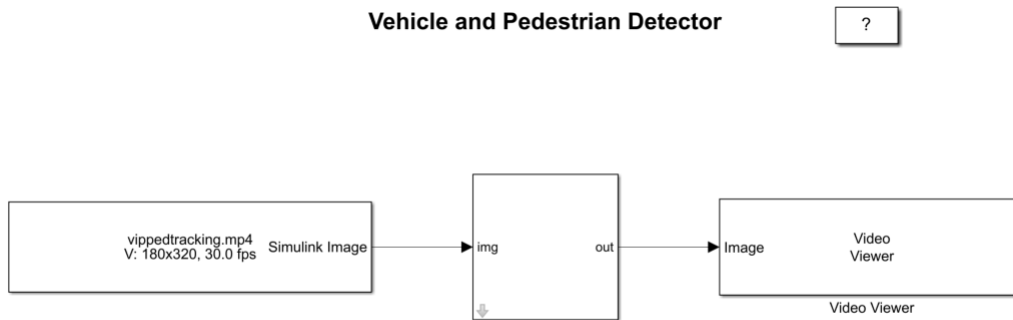 Vehicle and Pedestrian Detector
?
vippedtracking.mp4
V: 180x320, 30.0 fps
Simulink Image
img
out
Image
Video
Viewer
Video Viewer